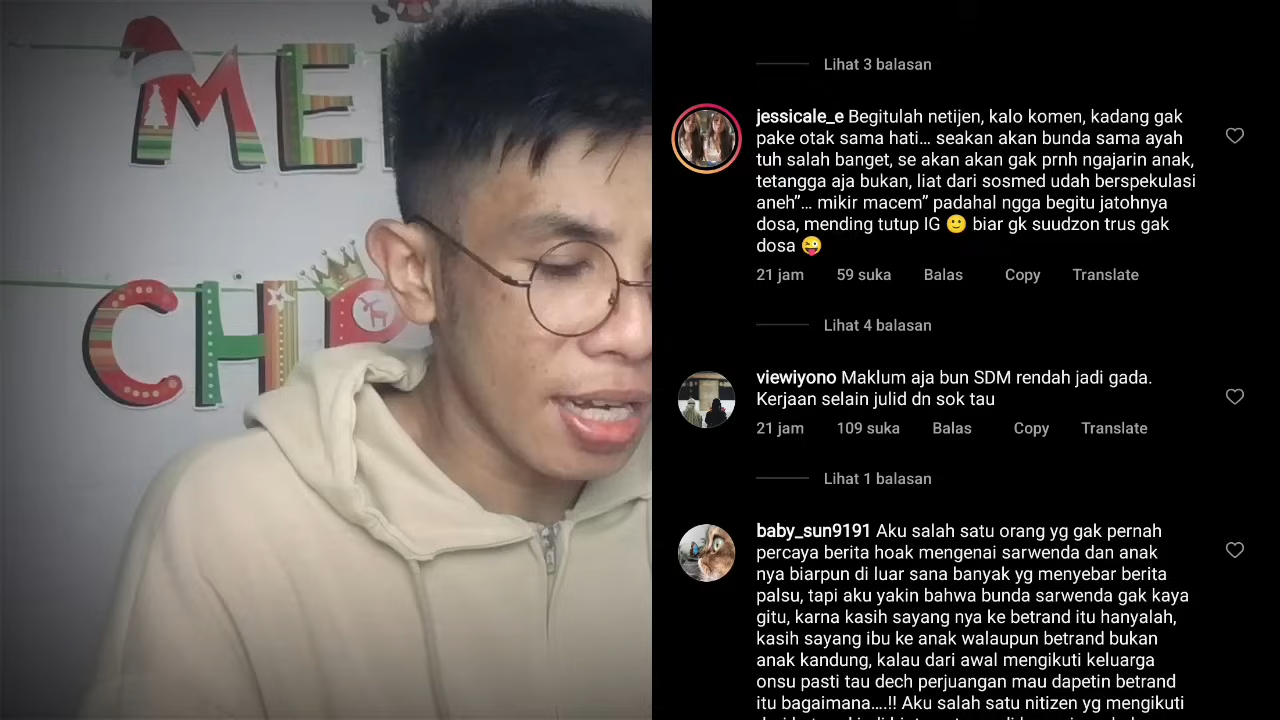 MER
CHR
Lihat 3 balasan
jessicale_e Begitulah netijen, kalo komen, kadang gak
pake otak sama hati... seakan akan bunda sama ayah
tuh salah banget, se akan akan gak prnh ngajarin anak,
tetangga aja bukan, liat dari sosmed udah berspekulasi
aneh”... mikir macem” padahal ngga begitu jatohnya
dosa, mending tutup IG 🙂 biar gk suudzon trus gak
dosa 😜
21 jam 59 suka Balas Copy Translate
Lihat 4 balasan
viewiyono Maklum aja bun SDM rendah jadi gada.
Kerjaan selain julid dn sok tau
21 jam 109 suka Balas Copy Translate
Lihat 1 balasan
baby_sun9191 Aku salah satu orang yg gak pernah
percaya berita hoak mengenai sarwenda dan anak
nya biarpun di luar sana banyak yg menyebar berita
palsu, tapi aku yakin bahwa bunda sarwenda gak kaya
gitu, karna kasih sayang nya ke betrand itu hanyalah,
kasih sayang ibu ke anak walaupun betrand bukan
anak kandung, kalau dari awal mengikuti keluarga
onsu pasti tau dech perjuangan mau dapetin betrand
itu bagaimana....!! Aku salah satu nitizen yg mengikuti